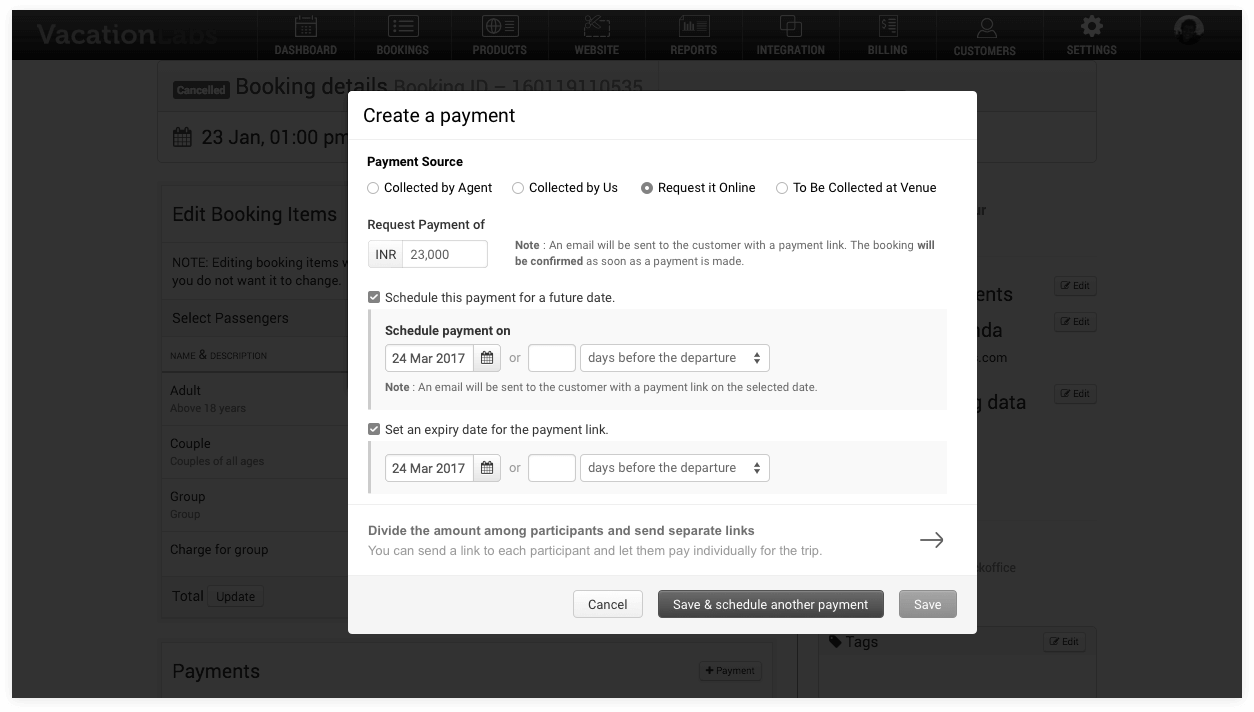 VacationLabs
DASHBOARD BOOKINGS PRODUCTS WEBSITE REPORTS INTEGRATION BILLING CUSTOMERS SETTINGS
Cancelled Booking details Booking ID – 160119110535
23 Jan, 01:00 pm
Create a payment
Payment Source
Collected by Agent Collected by Us Request it Online To Be Collected at Venue
Request Payment of
INR 23,000
Note : An email will be sent to the customer with a payment link. The booking will
be confirmed as soon as a payment is made.
Schedule this payment for a future date.
Schedule payment on
24 Mar 2017 or days before the departure
Note : An email will be sent to the customer with a payment link on the selected date.
Set an expiry date for the payment link.
24 Mar 2017 or days before the departure
Divide the amount among participants and send separate links
You can send a link to each participant and let them pay individually for the trip.
Cancel Save & schedule another payment Save
Edit Booking Items
NOTE: Editing booking items
you do not want it to change.
Select Passengers
NAME & DESCRIPTION
Adult
Above 18 years
Couple
Couples of all ages
Group
Group
Charge for group
Total Update
Payments
+ Payment
ur
ents Edit
nda Edit
s.com
g data Edit
ckoffice
Tags Edit